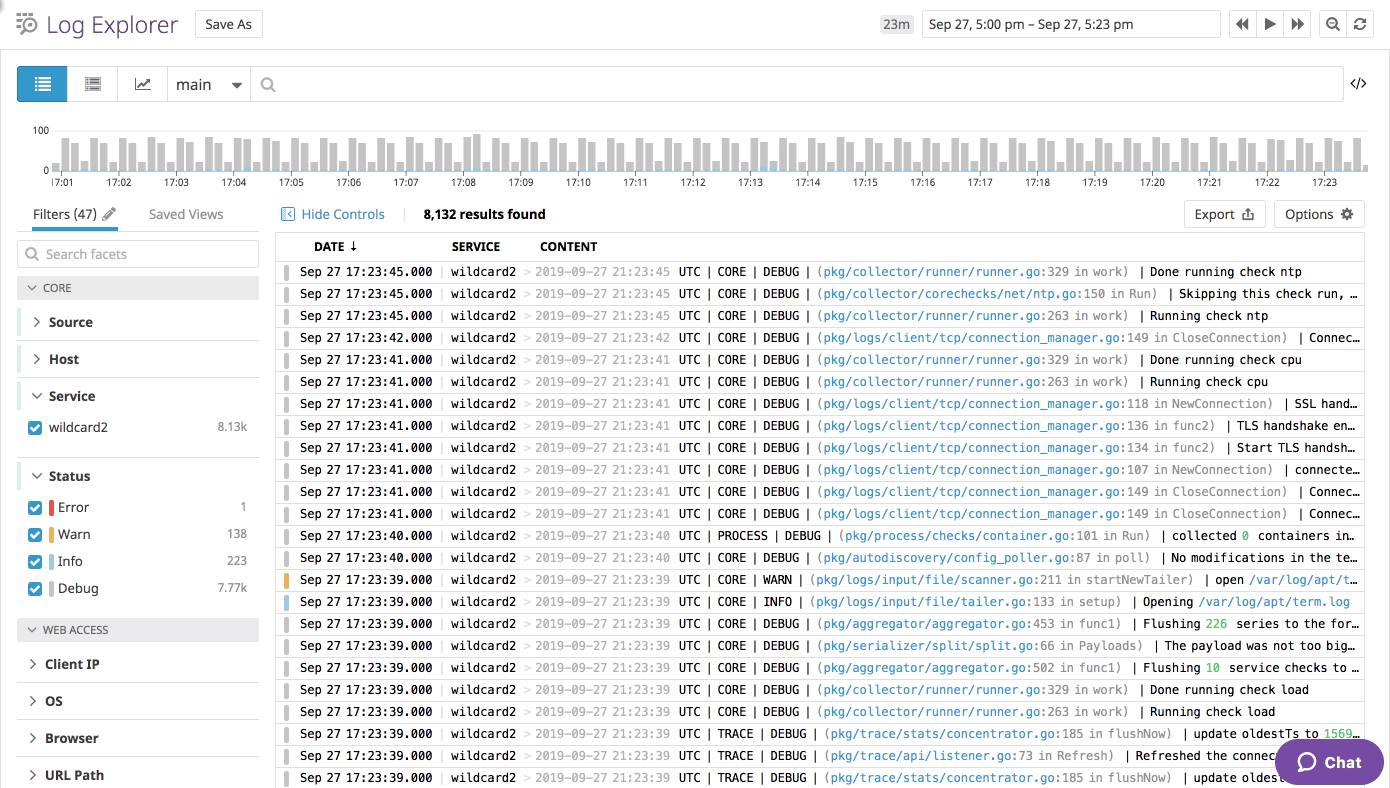 Log Explorer Save As 23m Sep 27, 5:00 pm – Sep 27, 5:23 pm
main </>
100
0
17:01 17:02 17:03 17:04 17:05 17:06 17:07 17:08 17:09 17:10 17:11 17:12 17:13 17:14 17:15 17:16 17:17 17:18 17:19 17:20 17:21 17:22 17:23
Filters (47) Saved Views
Hide Controls 8,132 results found Export Options
Search facets
CORE
Source
Host
Service
wildcard2 8.13k
Status
Error 1
Warn 138
Info 223
Debug 7.77k
WEB ACCESS
Client IP
OS
Browser
URL Path
DATE ↓ SERVICE CONTENT
Sep 27 17:23:45.000 wildcard2 > 2019-09-27 21:23:45 UTC | CORE | DEBUG | (pkg/collector/runner/runner.go:329 in work) | Done running check ntp
Sep 27 17:23:45.000 wildcard2 > 2019-09-27 21:23:45 UTC | CORE | DEBUG | (pkg/collector/corechecks/net/ntp.go:150 in Run) | Skipping this check run, …
Sep 27 17:23:45.000 wildcard2 > 2019-09-27 21:23:45 UTC | CORE | DEBUG | (pkg/collector/runner/runner.go:263 in work) | Running check ntp
Sep 27 17:23:42.000 wildcard2 > 2019-09-27 21:23:42 UTC | CORE | DEBUG | (pkg/logs/client/tcp/connection_manager.go:149 in CloseConnection) | Connec…
Sep 27 17:23:41.000 wildcard2 > 2019-09-27 21:23:41 UTC | CORE | DEBUG | (pkg/collector/runner/runner.go:329 in work) | Done running check cpu
Sep 27 17:23:41.000 wildcard2 > 2019-09-27 21:23:41 UTC | CORE | DEBUG | (pkg/collector/runner/runner.go:263 in work) | Running check cpu
Sep 27 17:23:41.000 wildcard2 > 2019-09-27 21:23:41 UTC | CORE | DEBUG | (pkg/logs/client/tcp/connection_manager.go:118 in NewConnection) | SSL hand…
Sep 27 17:23:41.000 wildcard2 > 2019-09-27 21:23:41 UTC | CORE | DEBUG | (pkg/logs/client/tcp/connection_manager.go:136 in func2) | TLS handshake en…
Sep 27 17:23:41.000 wildcard2 > 2019-09-27 21:23:41 UTC | CORE | DEBUG | (pkg/logs/client/tcp/connection_manager.go:134 in func2) | Start TLS handsh…
Sep 27 17:23:41.000 wildcard2 > 2019-09-27 21:23:41 UTC | CORE | DEBUG | (pkg/logs/client/tcp/connection_manager.go:107 in NewConnection) | connecte…
Sep 27 17:23:41.000 wildcard2 > 2019-09-27 21:23:41 UTC | CORE | DEBUG | (pkg/logs/client/tcp/connection_manager.go:149 in CloseConnection) | Connec…
Sep 27 17:23:41.000 wildcard2 > 2019-09-27 21:23:41 UTC | CORE | DEBUG | (pkg/logs/client/tcp/connection_manager.go:149 in CloseConnection) | Connec…
Sep 27 17:23:40.000 wildcard2 > 2019-09-27 21:23:40 UTC | PROCESS | DEBUG | (pkg/process/checks/container.go:101 in Run) | collected 0 containers in…
Sep 27 17:23:40.000 wildcard2 > 2019-09-27 21:23:40 UTC | CORE | DEBUG | (pkg/autodiscovery/config_poller.go:87 in poll) | No modifications in the te…
Sep 27 17:23:39.000 wildcard2 > 2019-09-27 21:23:39 UTC | CORE | WARN | (pkg/logs/input/file/scanner.go:211 in startNewTailer) | open /var/log/apt/t…
Sep 27 17:23:39.000 wildcard2 > 2019-09-27 21:23:39 UTC | CORE | INFO | (pkg/logs/input/file/tailer.go:133 in setup) | Opening /var/log/apt/term.log
Sep 27 17:23:39.000 wildcard2 > 2019-09-27 21:23:39 UTC | CORE | DEBUG | (pkg/aggregator/aggregator.go:453 in func1) | Flushing 226 series to the for…
Sep 27 17:23:39.000 wildcard2 > 2019-09-27 21:23:39 UTC | CORE | DEBUG | (pkg/serializer/split/split.go:66 in Payloads) | The payload was not too big…
Sep 27 17:23:39.000 wildcard2 > 2019-09-27 21:23:39 UTC | CORE | DEBUG | (pkg/aggregator/aggregator.go:502 in func1) | Flushing 10 service checks to …
Sep 27 17:23:39.000 wildcard2 > 2019-09-27 21:23:39 UTC | CORE | DEBUG | (pkg/collector/runner/runner.go:329 in work) | Done running check load
Sep 27 17:23:39.000 wildcard2 > 2019-09-27 21:23:39 UTC | CORE | DEBUG | (pkg/collector/runner/runner.go:263 in work) | Running check load
Sep 27 17:23:39.000 wildcard2 > 2019-09-27 21:23:39 UTC | TRACE | DEBUG | (pkg/trace/stats/concentrator.go:185 in flushNow) | update oldestTs to 1569…
Sep 27 17:23:39.000 wildcard2 > 2019-09-27 21:23:39 UTC | TRACE | DEBUG | (pkg/trace/api/listener.go:73 in Refresh) | Refreshed the connec
Sep 27 17:23:39.000 wildcard2 > 2019-09-27 21:23:39 UTC | TRACE | DEBUG | (pkg/trace/stats/concentrator.go:185 in flushNow) | update oldest
Chat